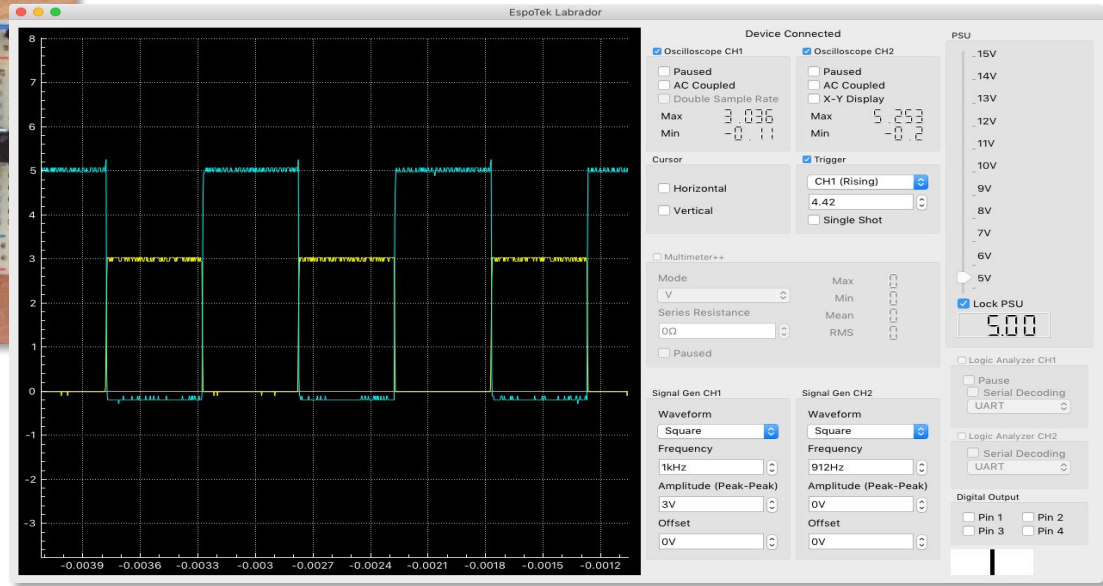 EspoTek Labrador
8
7
6
5
4
3
2
1
0
-1
-2
-3
-0.0039 -0.0036 -0.0033 -0.003 -0.0027 -0.0024 -0.0021 -0.0018 -0.0015 -0.0012
Device Connected
Oscilloscope CH1
Paused
AC Coupled
Double Sample Rate
Max 3.036
Min -0.11
Oscilloscope CH2
Paused
AC Coupled
X-Y Display
Max 5.253
Min -0.2
Cursor
Horizontal
Vertical
Trigger
CH1 (Rising)
4.42
Single Shot
Multimeter++
Mode
V
Series Resistance
0Ω
Paused
Max 0
Min 0
Mean 0
RMS 0
Signal Gen CH1
Waveform
Square
Frequency
1kHz
Amplitude (Peak-Peak)
3V
Offset
0V
Signal Gen CH2
Waveform
Square
Frequency
912Hz
Amplitude (Peak-Peak)
0V
Offset
0V
PSU
15V
14V
13V
12V
11V
10V
9V
8V
7V
6V
5V
Lock PSU
5.00
Logic Analyzer CH1
Pause
Serial Decoding
UART
Logic Analyzer CH2
Serial Decoding
UART
Digital Output
Pin 1 Pin 2
Pin 3 Pin 4